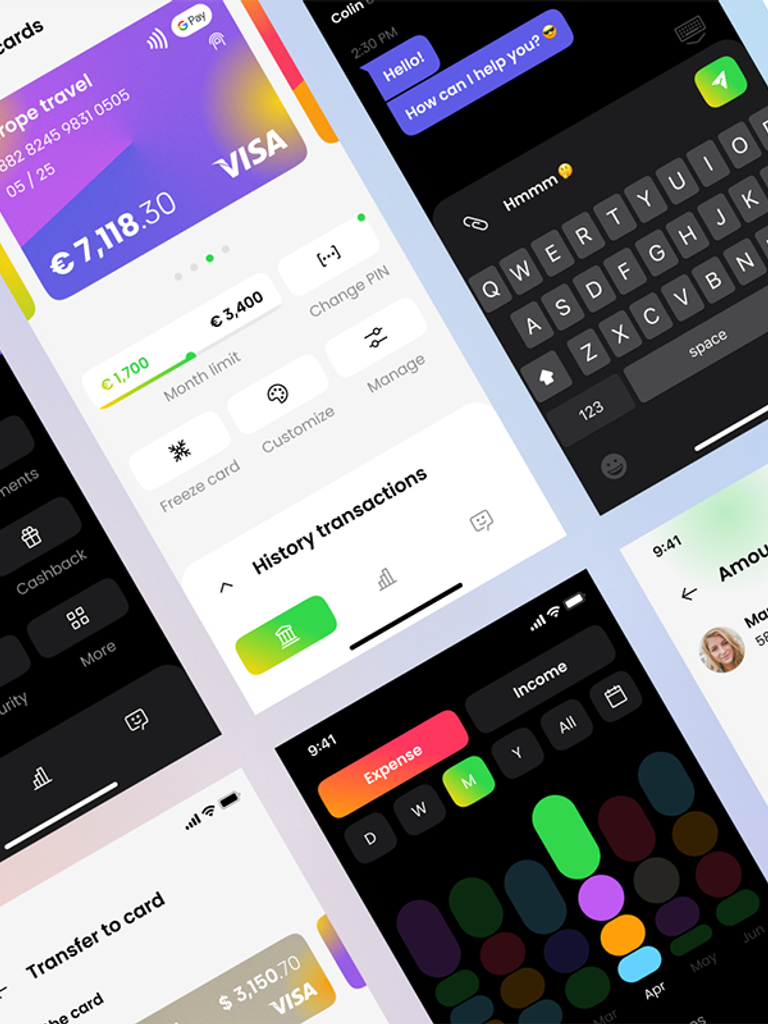 cards
G Pay
rope travel
882 8245 9831 0505
05 / 25
€ 7,118.30
VISA
€ 1,700
€ 3,400
Month limit
Change PIN
Freeze card
Customize
Manage
History transactions
Colin
2:30 PM
Hello!
How can I help you? 😎
Hmmm 🤔
Q W E R T Y U I O P
A S D F G H J K
Z X C V B N
123
space
ments
Cashback
urity
More
Transfer to card
he card
$ 3,150.70
VISA
9:41
Expense
Income
D
W
M
Y
All
Mar
Apr
May
Jun
9:41
Amou
Ma
58